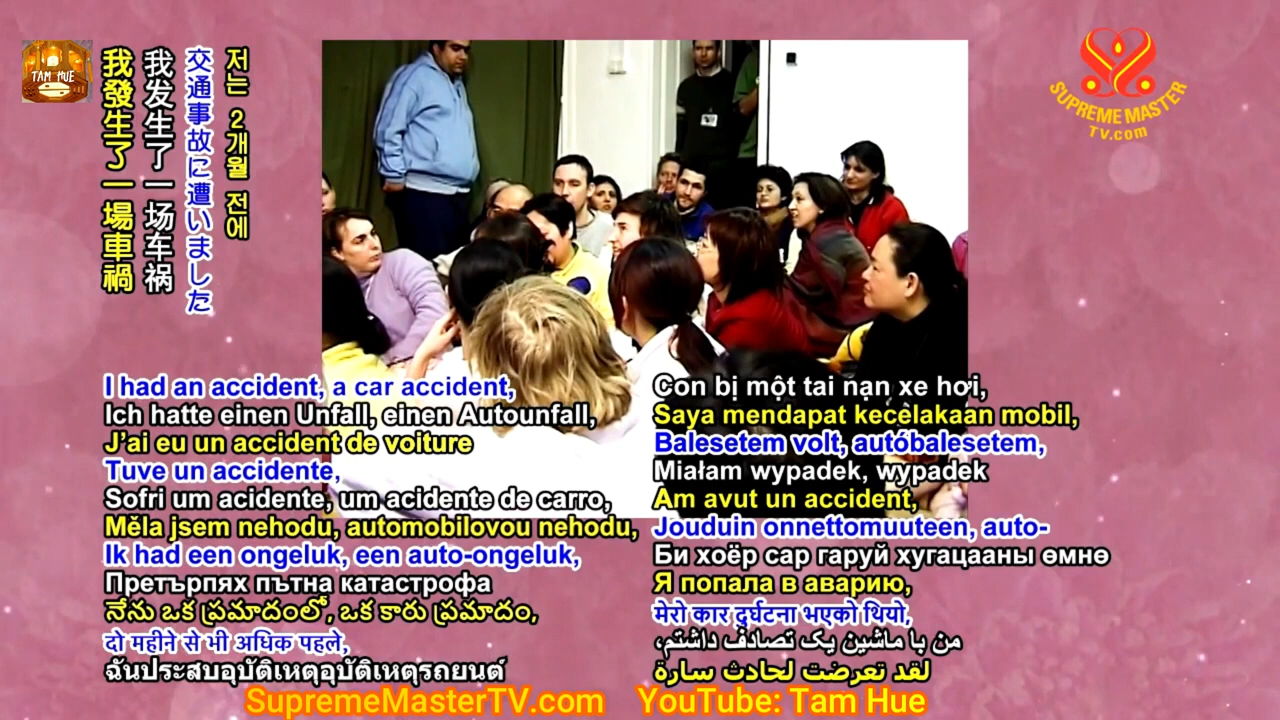 TAM HUE
我發生了一場車禍
我发生了一场车祸
交通事故に遭いました
저는 2개월 전에
SUPREME MASTER
TV.com
I had an accident, a car accident,
Ich hatte einen Unfall, einen Autounfall,
J'ai eu un accident de voiture
Tuve un accidente,
Sofri um acidente, um acidente de carro,
Měla jsem nehodu, automobilovou nehodu,
Ik had een ongeluk, een auto-ongeluk,
Претърпях пътна катастрофа
నేను ఒక ప్రమాదంలో, ఒక కారు ప్రమాదం,
दो महीने से भी अधिक पहले,
ฉันประสบอุบัติเหตุอุบัติเหตุรถยนต์
Con bị một tai nạn xe hơi,
Saya mendapat kecelakaan mobil,
Balesetem volt, autóbalesetem,
Miałam wypadek, wypadek
Am avut un accident,
Jouduin onnettomuuteen, auto-
Би хоёр сар гаруй хугацааны өмнө
Я попала в аварию,
मेरो कार दुर्घटना भएको थियो,
من با ماشین یک تصادف داشتم،
لقد تعرضت لحادث سارة
SupremeMasterTV.com YouTube: Tam Hue